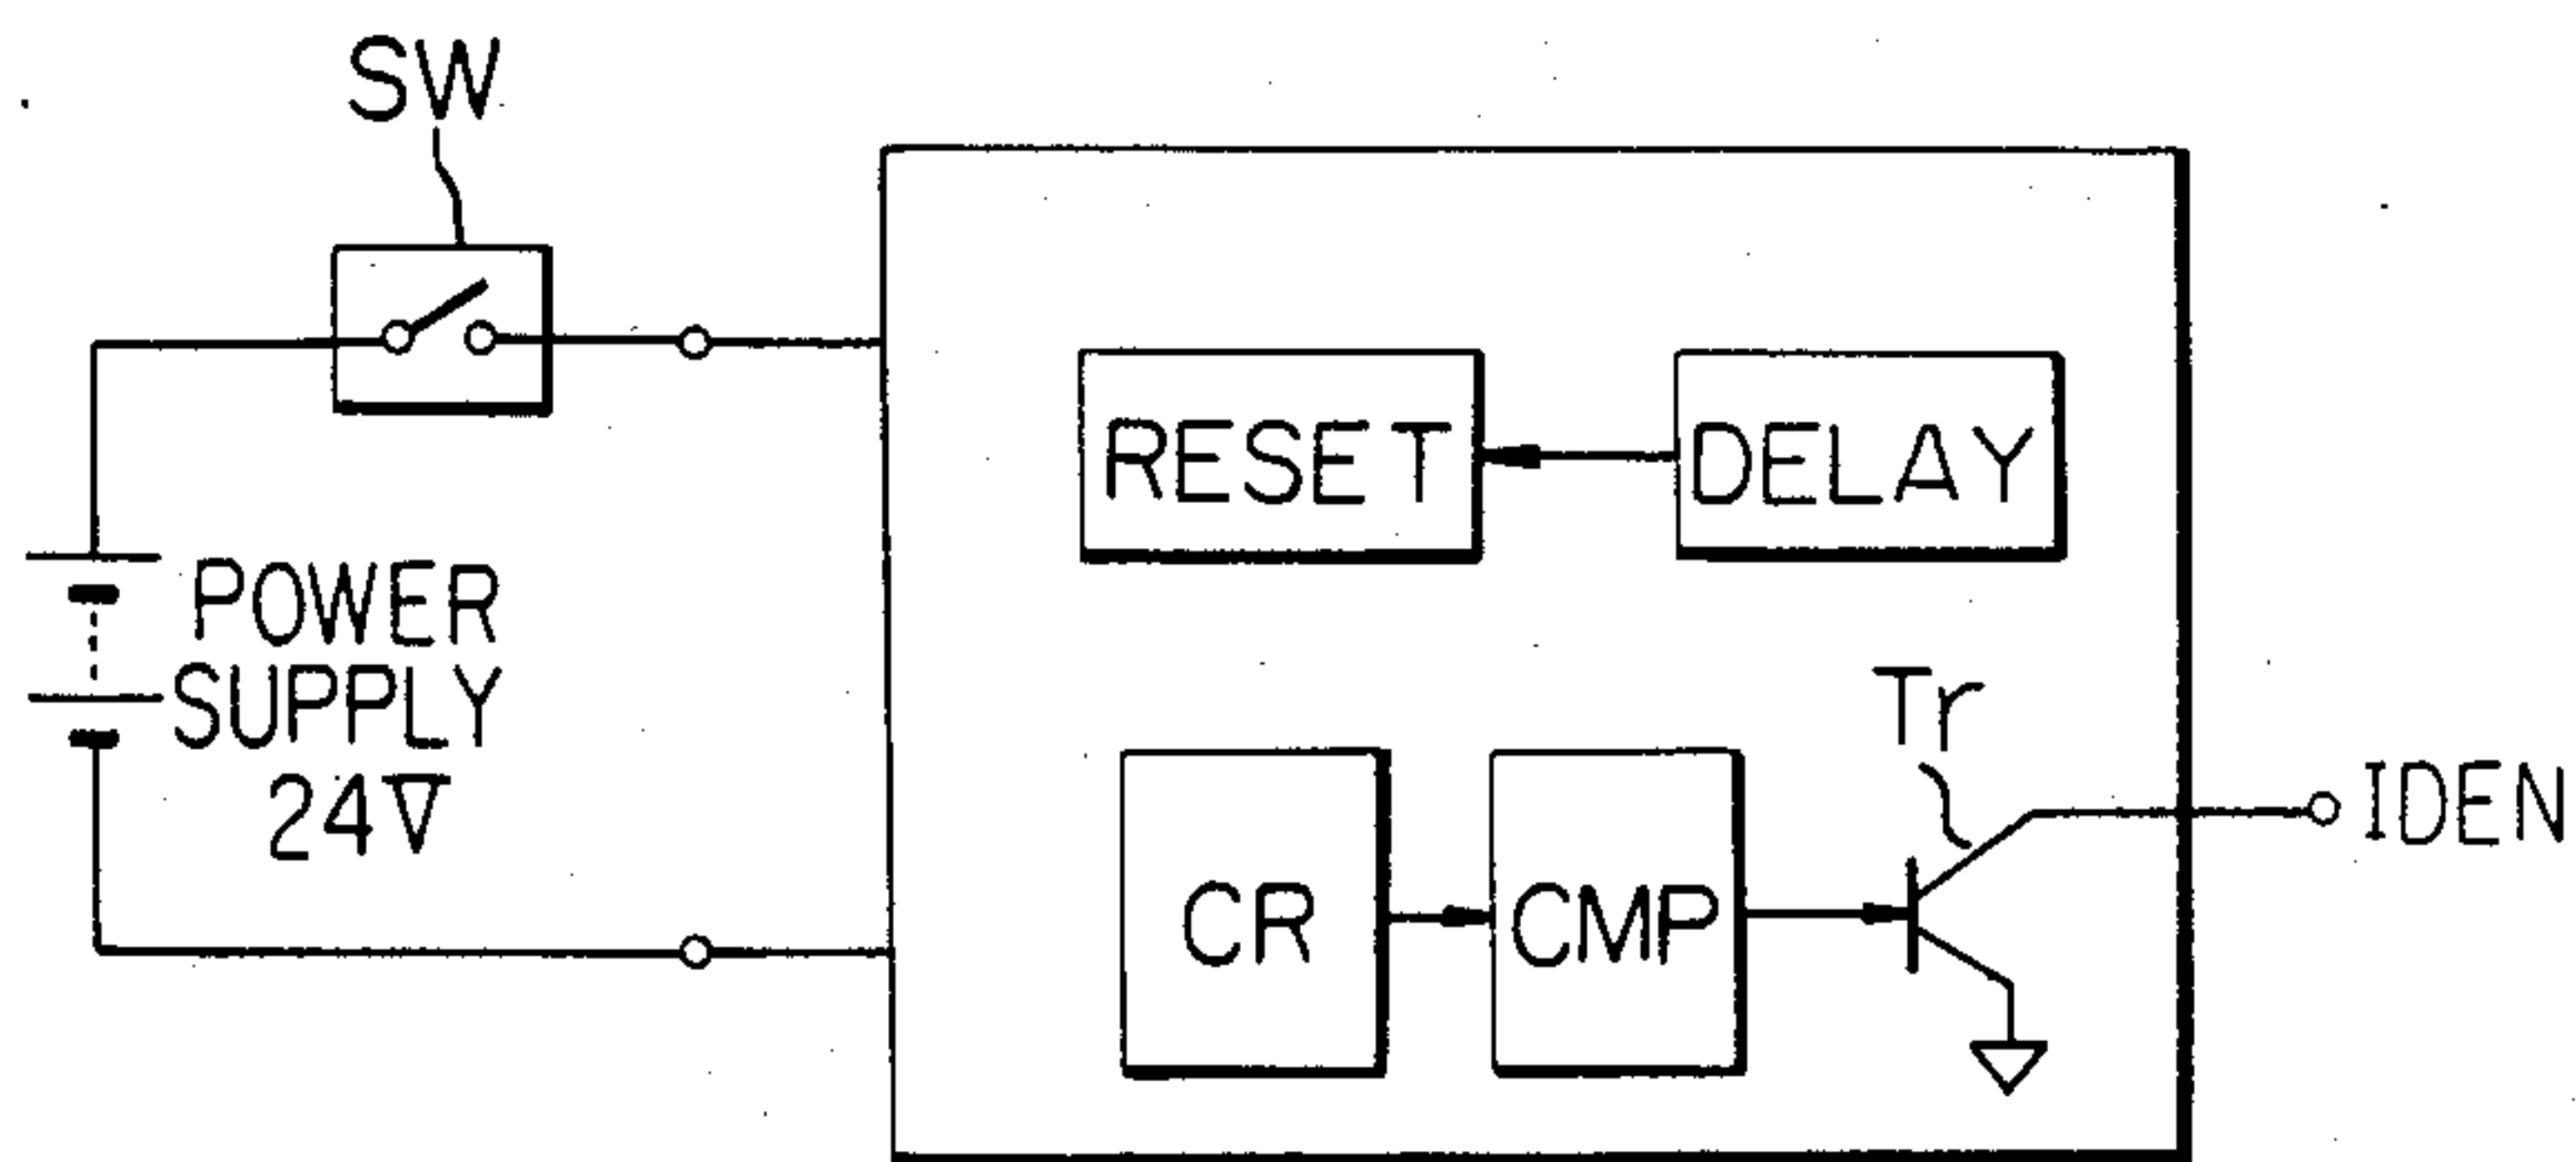 SW
POWER
SUPPLY
24V
RESET
DELAY
Tr
CR
CMP
IDEN